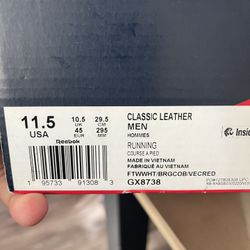 11.5
USA
10.5
UK
45
EUR
29.5
CM
295
MM
Reebok
CLASSIC LEATHER
MEN
HOMMES
RUNNING
COURSE A PIED
MADE IN VIETNAM
FABRIQUÉ AU VIETNAM
FTWWHT/BRGCOB/VECRED
GX8738
1 95733 91308 3
Insi